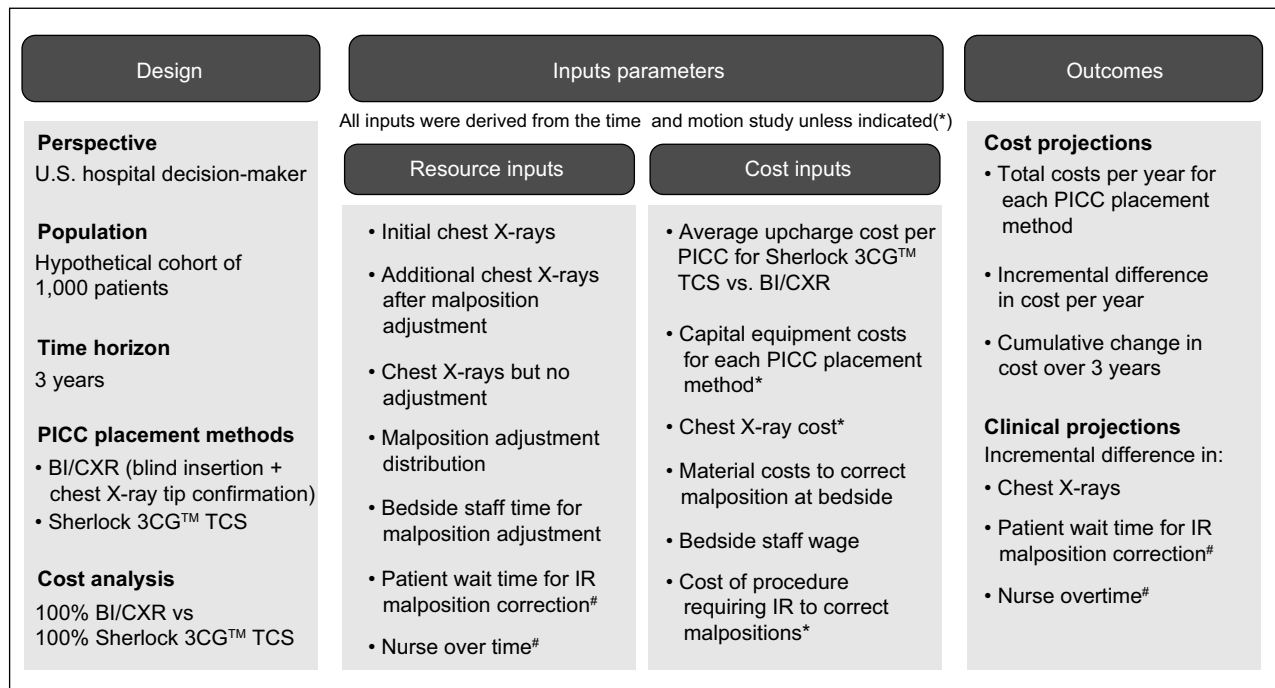 Design
Perspective
U.S. hospital decision-maker
Population
Hypothetical cohort of
1,000 patients
Time horizon
3 years
PICC placement methods
• BI/CXR (blind insertion +
chest X-ray tip confirmation)
• Sherlock 3CG™ TCS
Cost analysis
100% BI/CXR vs
100% Sherlock 3CG™ TCS
Inputs parameters
All inputs were derived from the time and motion study unless indicated(*)
Resource inputs
• Initial chest X-rays
• Additional chest X-rays
after malposition
adjustment
• Chest X-rays but no
adjustment
• Malposition adjustment
distribution
• Bedside staff time for
malposition adjustment
• Patient wait time for IR
malposition correction#
• Nurse over time#
Cost inputs
• Average upcharge cost per
PICC for Sherlock 3CG™
TCS vs. BI/CXR
• Capital equipment costs
for each PICC placement
method*
• Chest X-ray cost*
• Material costs to correct
malposition at bedside
• Bedside staff wage
• Cost of procedure
requiring IR to correct
malpositions*
Outcomes
Cost projections
• Total costs per year for
each PICC placement
method
• Incremental difference
in cost per year
• Cumulative change in
cost over 3 years
Clinical projections
Incremental difference in:
• Chest X-rays
• Patient wait time for IR
malposition correction#
• Nurse overtime#